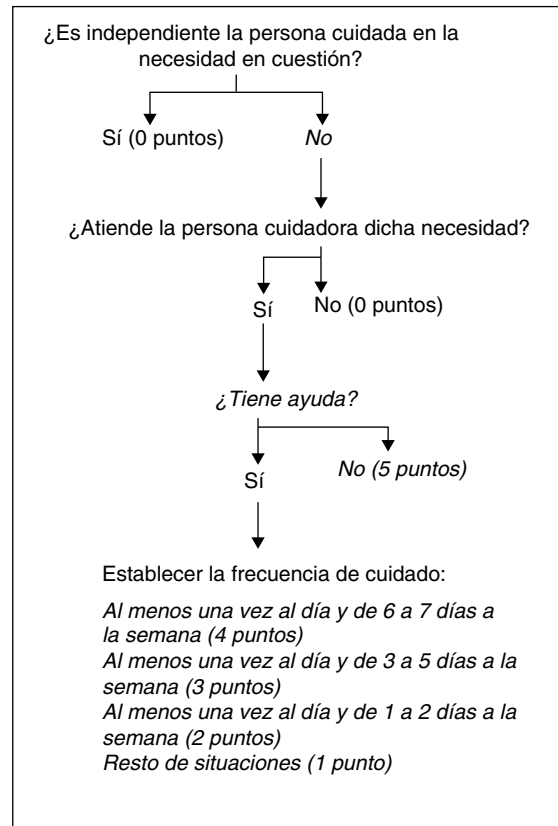 ¿Es independiente la persona cuidada en la
necesidad en cuestión?
Sí (0 puntos)
No
¿Atiende la persona cuidadora dicha necesidad?
Sí
No (0 puntos)
¿Tiene ayuda?
Sí
No (5 puntos)
Establecer la frecuencia de cuidado:
Al menos una vez al día y de 6 a 7 días a
la semana (4 puntos)
Al menos una vez al día y de 3 a 5 días a la
semana (3 puntos)
Al menos una vez al día y de 1 a 2 días a la
semana (2 puntos)
Resto de situaciones (1 punto)